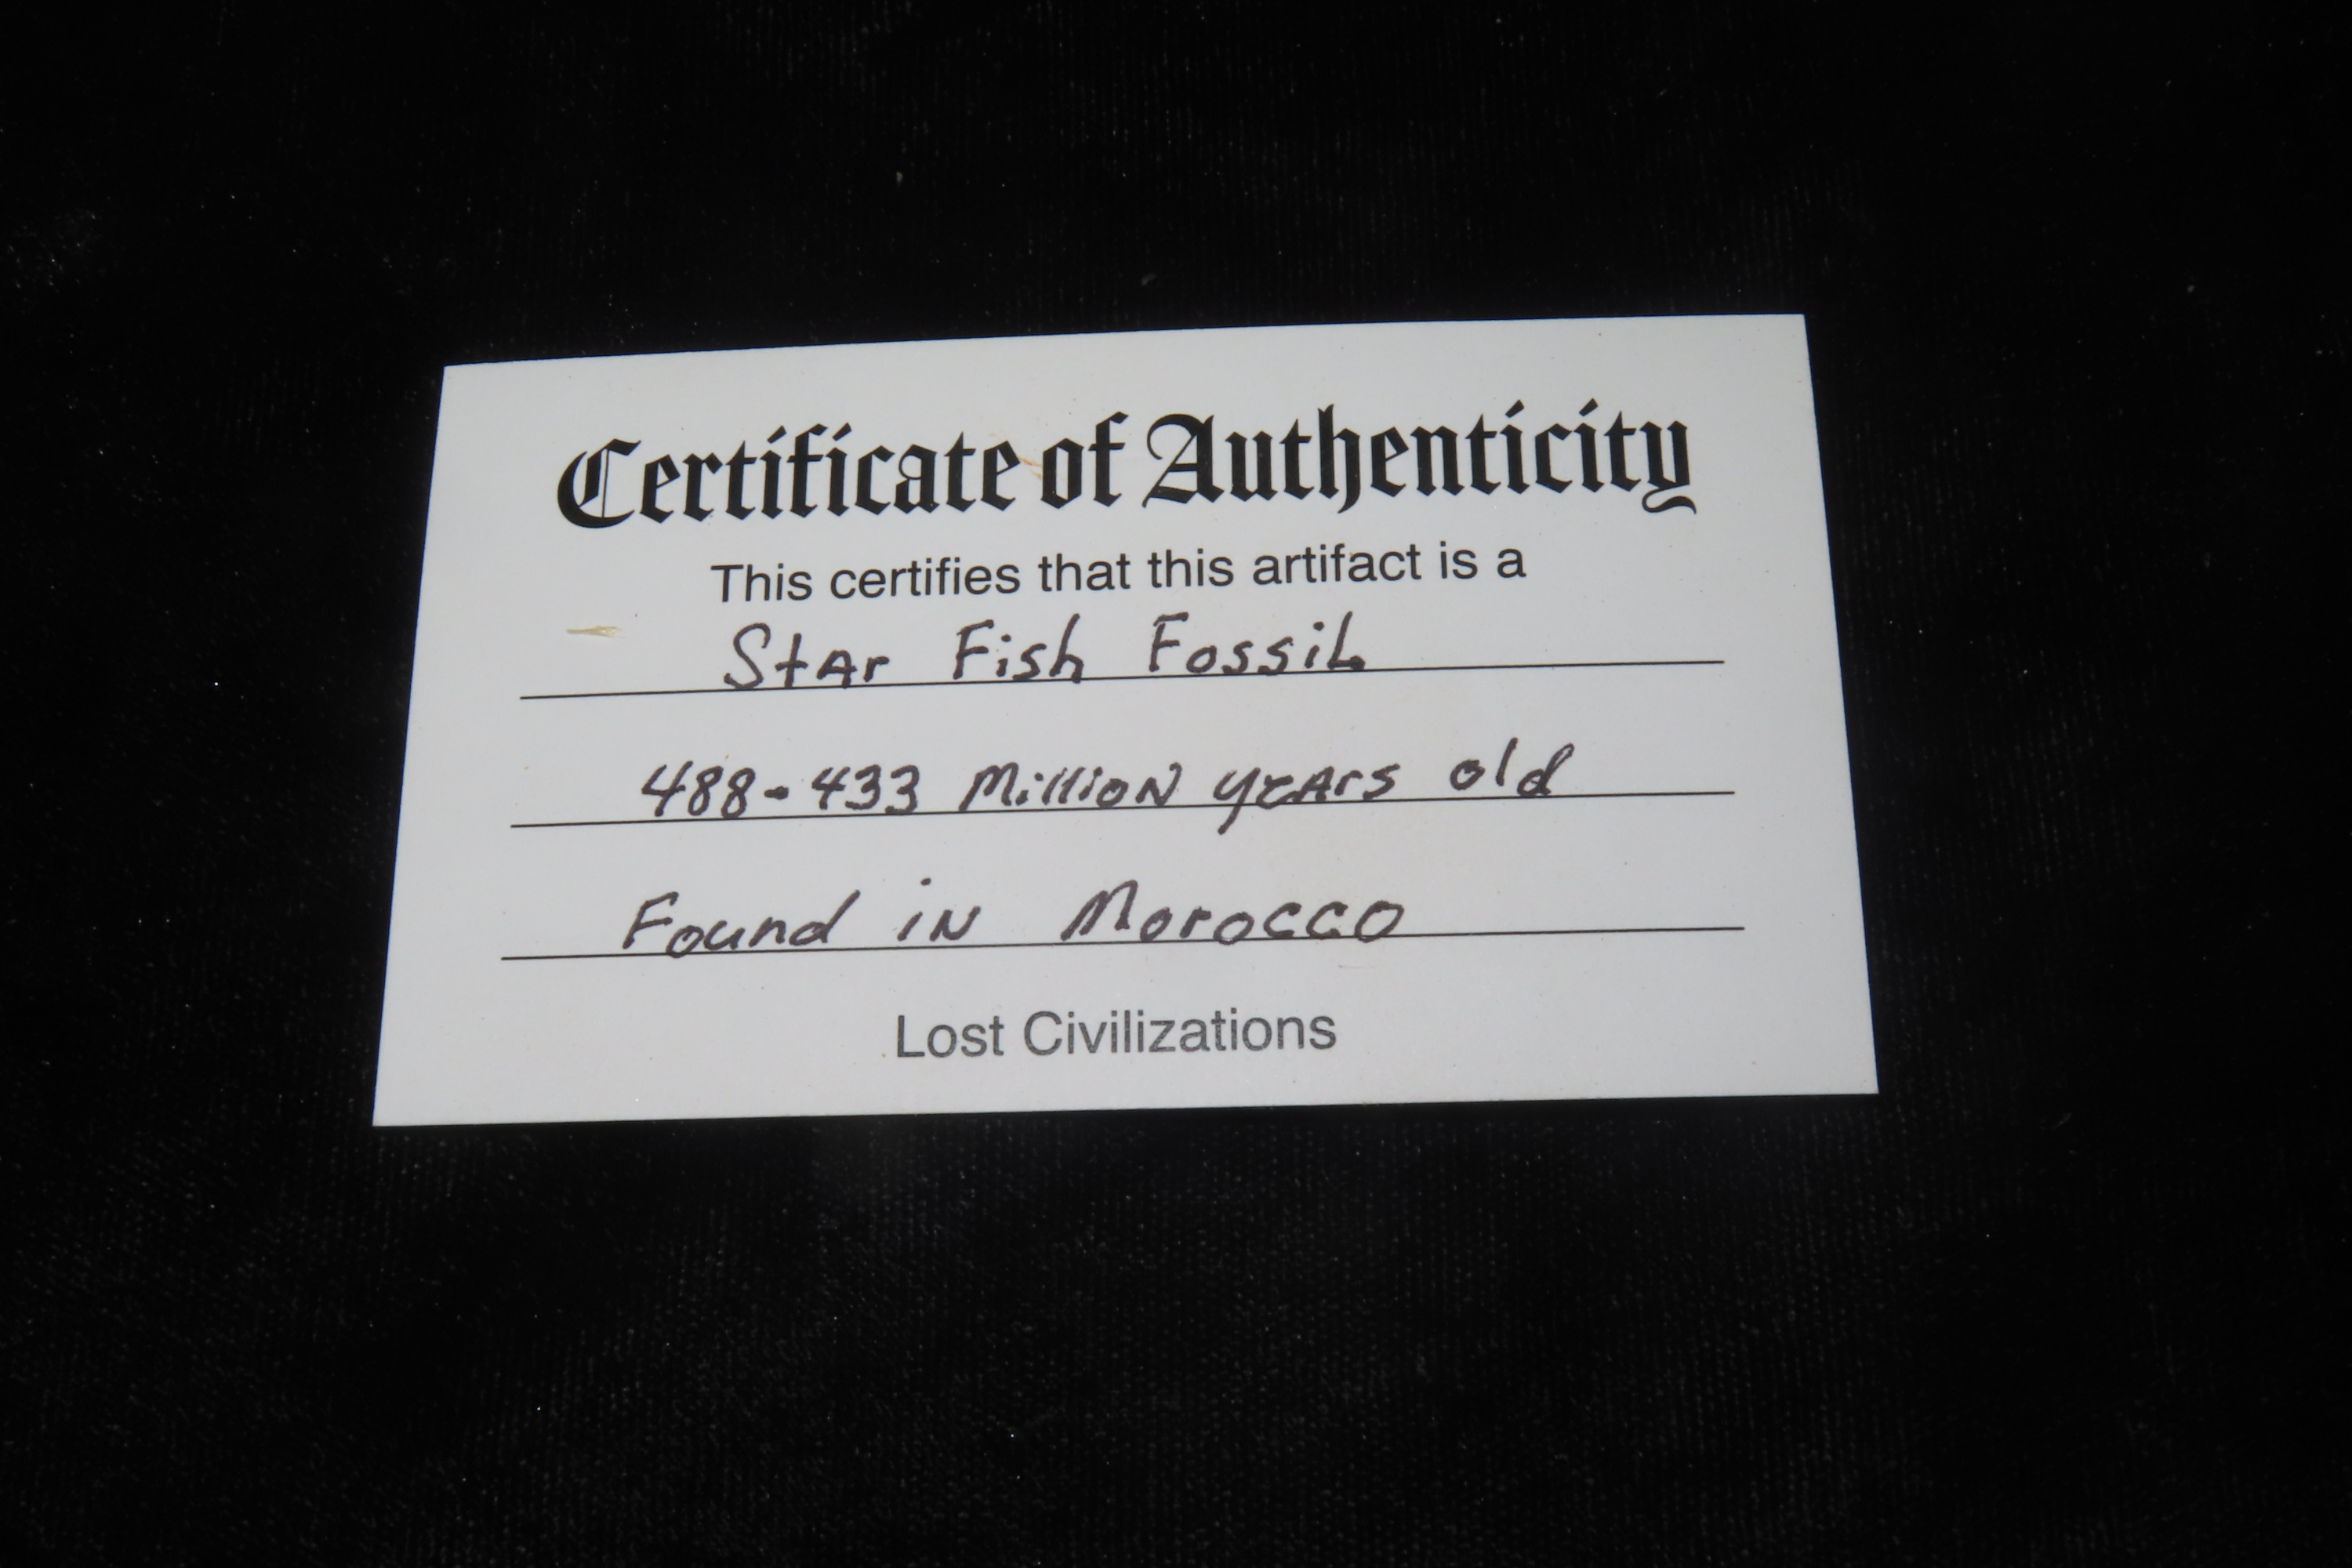 Certificate of Authenticity
This certifies that this artifact is a
Star Fish Fossil
488-433 Million years old
Found in Morocco
Lost Civilizations